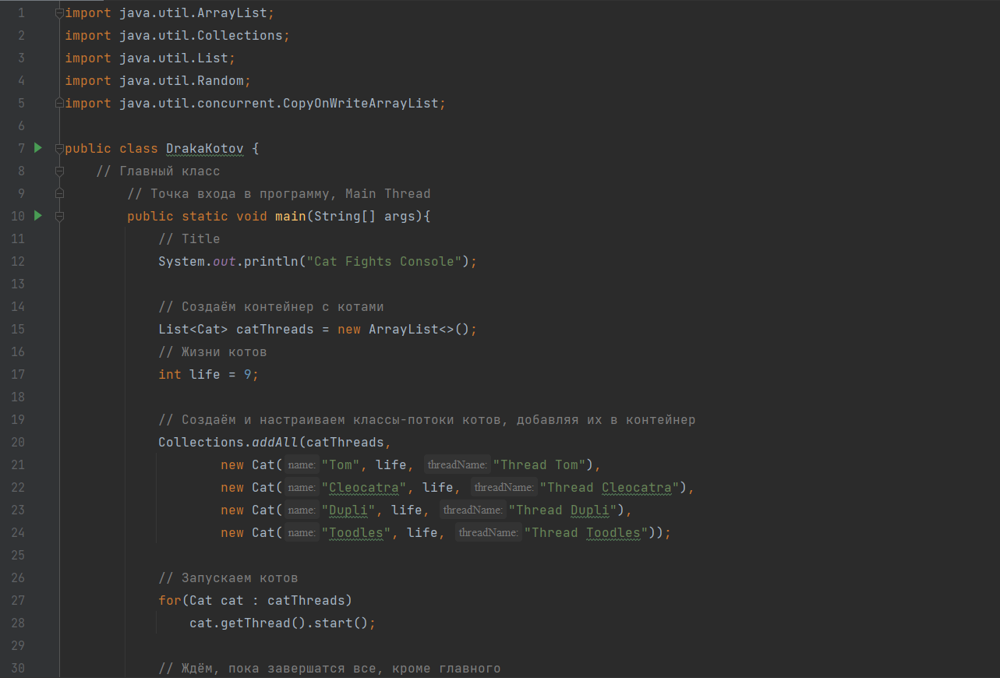 1 import java.util.ArrayList;
2 import java.util.Collections;
3 import java.util.List;
4 import java.util.Random;
5 import java.util.concurrent.CopyOnWriteArrayList;
6
7 public class DrakaKotov {
8 // Главный класс
9 // Точка входа в программу, Main Thread
10 public static void main(String[] args){
11 // Title
12 System.out.println("Cat Fights Console");
13
14 // Создаём контейнер с котами
15 List<Cat> catThreads = new ArrayList<>();
16 // Жизни котов
17 int life = 9;
18
19 // Создаём и настраиваем классы-потоки котов, добавляя их в контейнер
20 Collections.addAll(catThreads,
21 new Cat( name: "Tom", life, threadName: "Thread Tom"),
22 new Cat( name: "Cleocatra", life, threadName: "Thread Cleocatra"),
23 new Cat( name: "Dupli", life, threadName: "Thread Dupli"),
24 new Cat( name: "Toodles", life, threadName: "Thread Toodles"));
25
26 // Запускаем котов
27 for(Cat cat : catThreads)
28 cat.getThread().start();
29
30 // Ждём, пока завершатся все, кроме главного